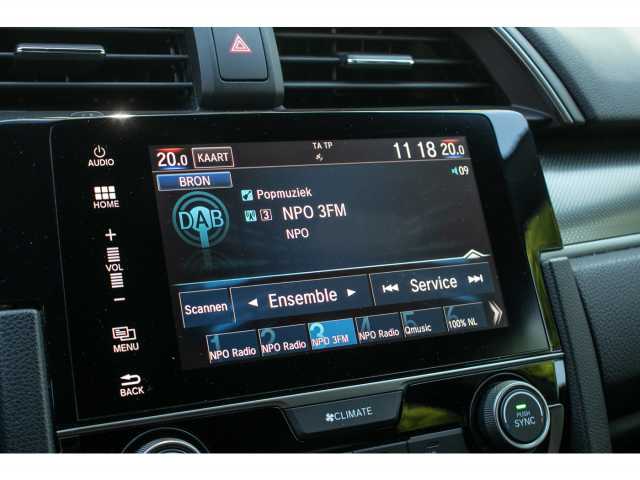 AUDIO
HOME
+
VOL
−
MENU
BACK
20.0 KAART TA TP 11 18 20.0
BRON
09
DAB
Popmuziek
3 NPO 3FM
NPO
Scannen ◄ Ensemble ► Service
1 NPO Radio
2 NPO Radio
3 NPO 3FM
4 NPO Radio
5 Qmusic
6 100% NL
CLIMATE
PUSH
SYNC